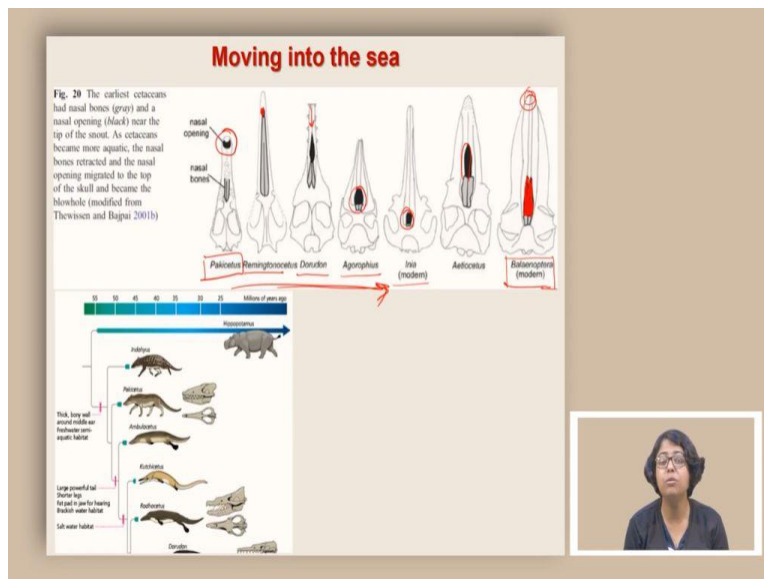 Moving into the sea
Fig. 20 The earliest cetaceans
had nasal bones (gray) and a
nasal opening (black) near the
tip of the snout. As cetaceans
became more aquatic, the nasal
bones retracted and the nasal
opening migrated to the top
of the skull and became the
blowhole (modified from
Thewissen and Bajpai 2001b)
nasal
opening
nasal
bones
Pakicetus Remingtonocetus Dorudon Agorophius Inia Aetiocetus Balaenoptera
(modern) (modern)
55 50 45 40 35 30 25 Millions of years ago
Hippopotamus
Indohyus
Pakicetus
Thick, bony wall
around middle ear
Freshwater semi-
aquatic habitat
Ambulocetus
Kutchicetus
Large powerful tail
Shorter legs
Fat pad in jaw for hearing
Brackish water habitat
Rodhocetus
Salt water habitat
Dorudon